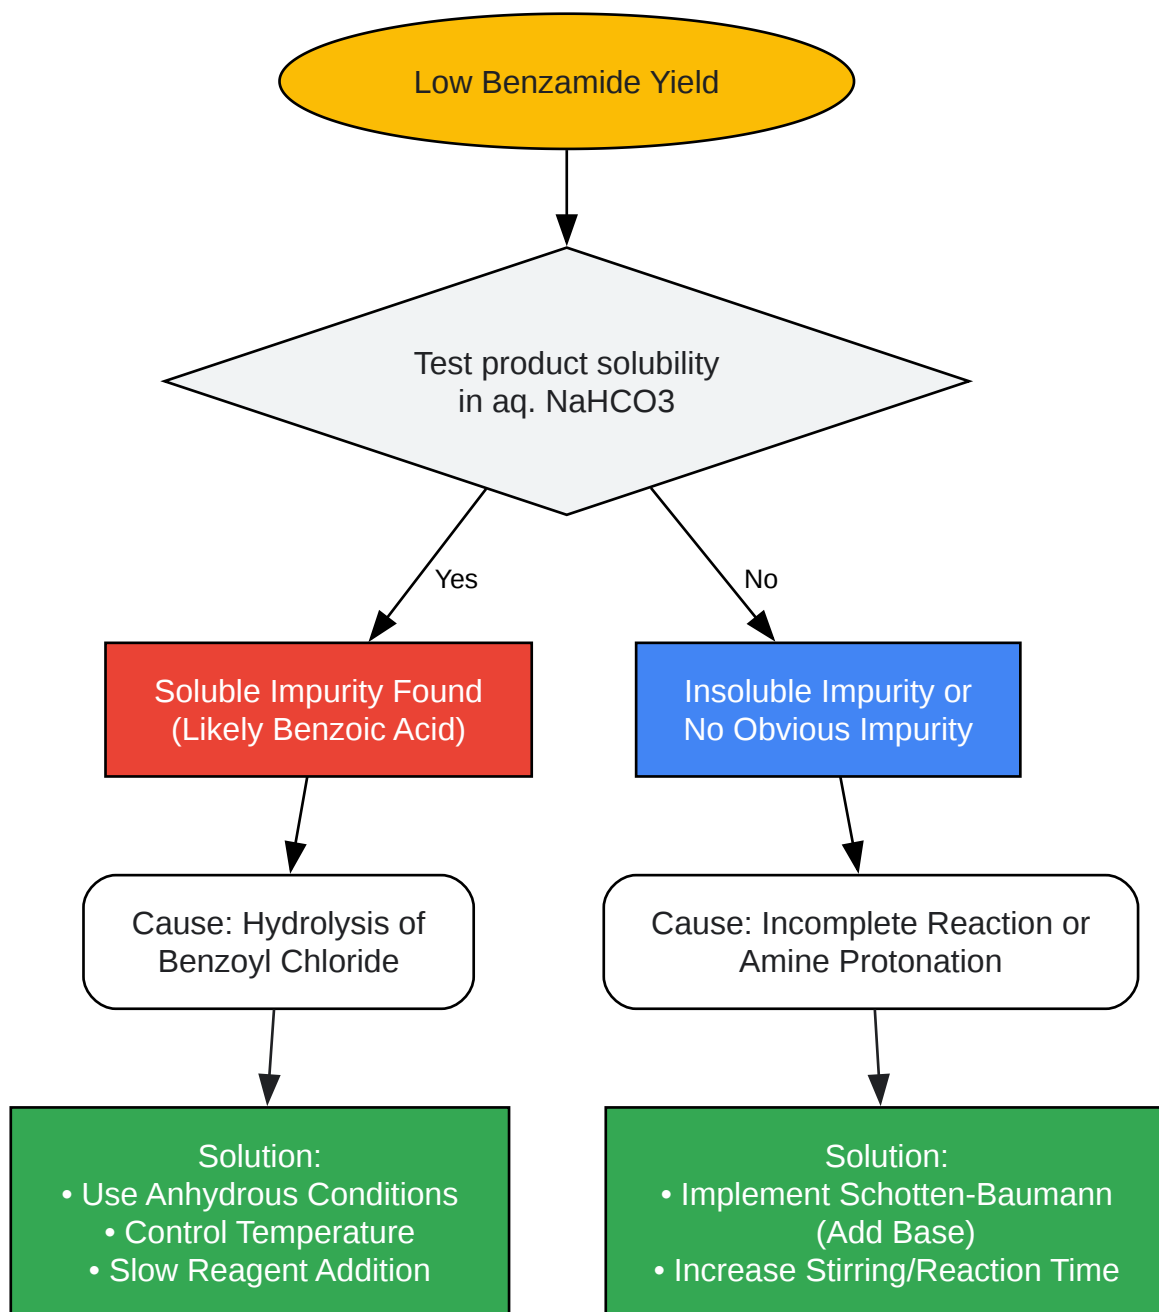 Low Benzamide Yield
Test product solubility
in aq. NaHCO3
Yes
No
Soluble Impurity Found
(Likely Benzoic Acid)
Insoluble Impurity or
No Obvious Impurity
Cause: Hydrolysis of
Benzoyl Chloride
Cause: Incomplete Reaction or
Amine Protonation
Solution:
• Use Anhydrous Conditions
• Control Temperature
• Slow Reagent Addition
Solution:
• Implement Schotten-Baumann
(Add Base)
• Increase Stirring/Reaction Time